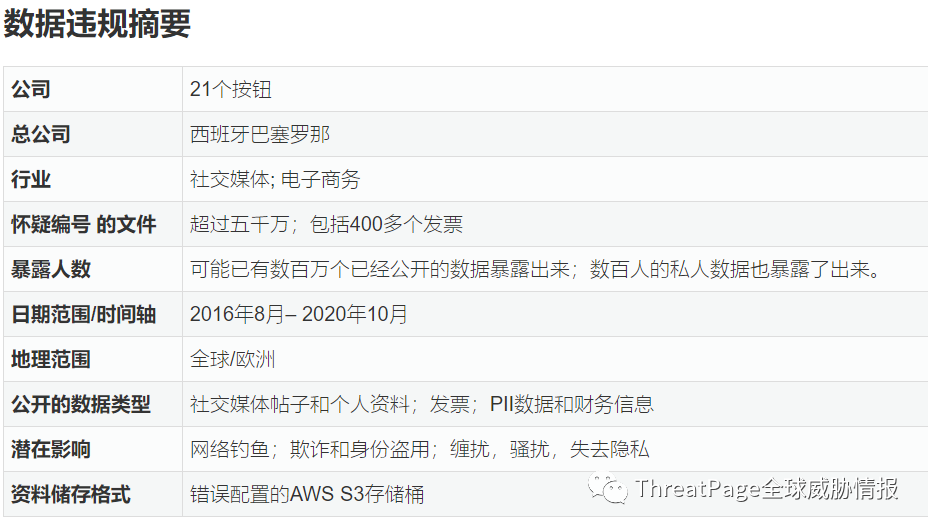 数据违规摘要
公司 21个按钮
总公司 西班牙巴塞罗那
行业 社交媒体; 电子商务
怀疑编号 的文件 超过五千万；包括400多个发票
暴露人数 可能已有数百万个已经公开的数据暴露出来；数百人的私人数据也暴露了出来。
日期范围/时间轴 2016年8月– 2020年10月
地理范围 全球/欧洲
公开的数据类型 社交媒体帖子和个人资料；发票；PII数据和财务信息
潜在影响 网络钓鱼；欺诈和身份盗用；缠扰，骚扰，失去隐私
资料储存格式 错误配置的AWS S3存储桶
ThreatPage全球威胁情报